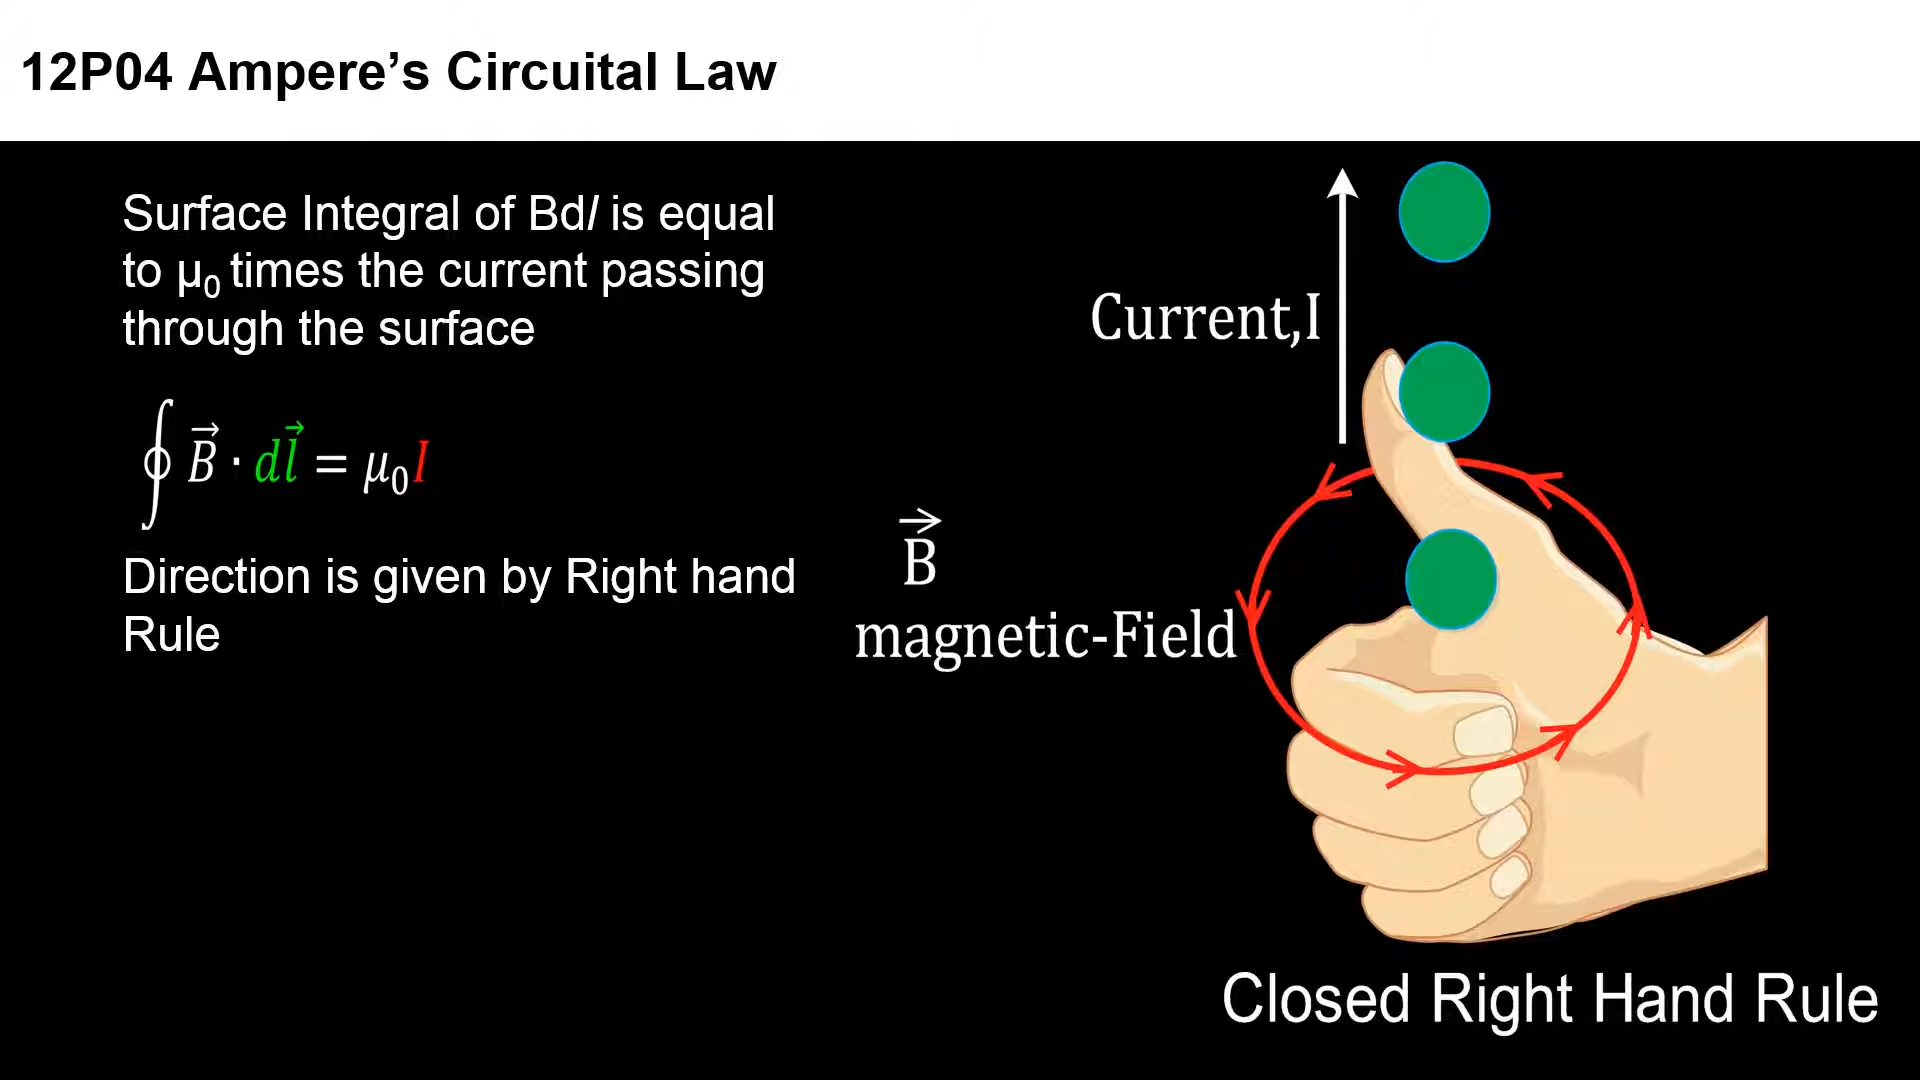 12P04 Ampere’s Circuital Law
Surface Integral of Bdl is equal
to μ₀ times the current passing
through the surface
∮ B⃗ · dl⃗ = μ₀I
Direction is given by Right hand
Rule
Current,I
B⃗
magnetic-Field
Closed Right Hand Rule